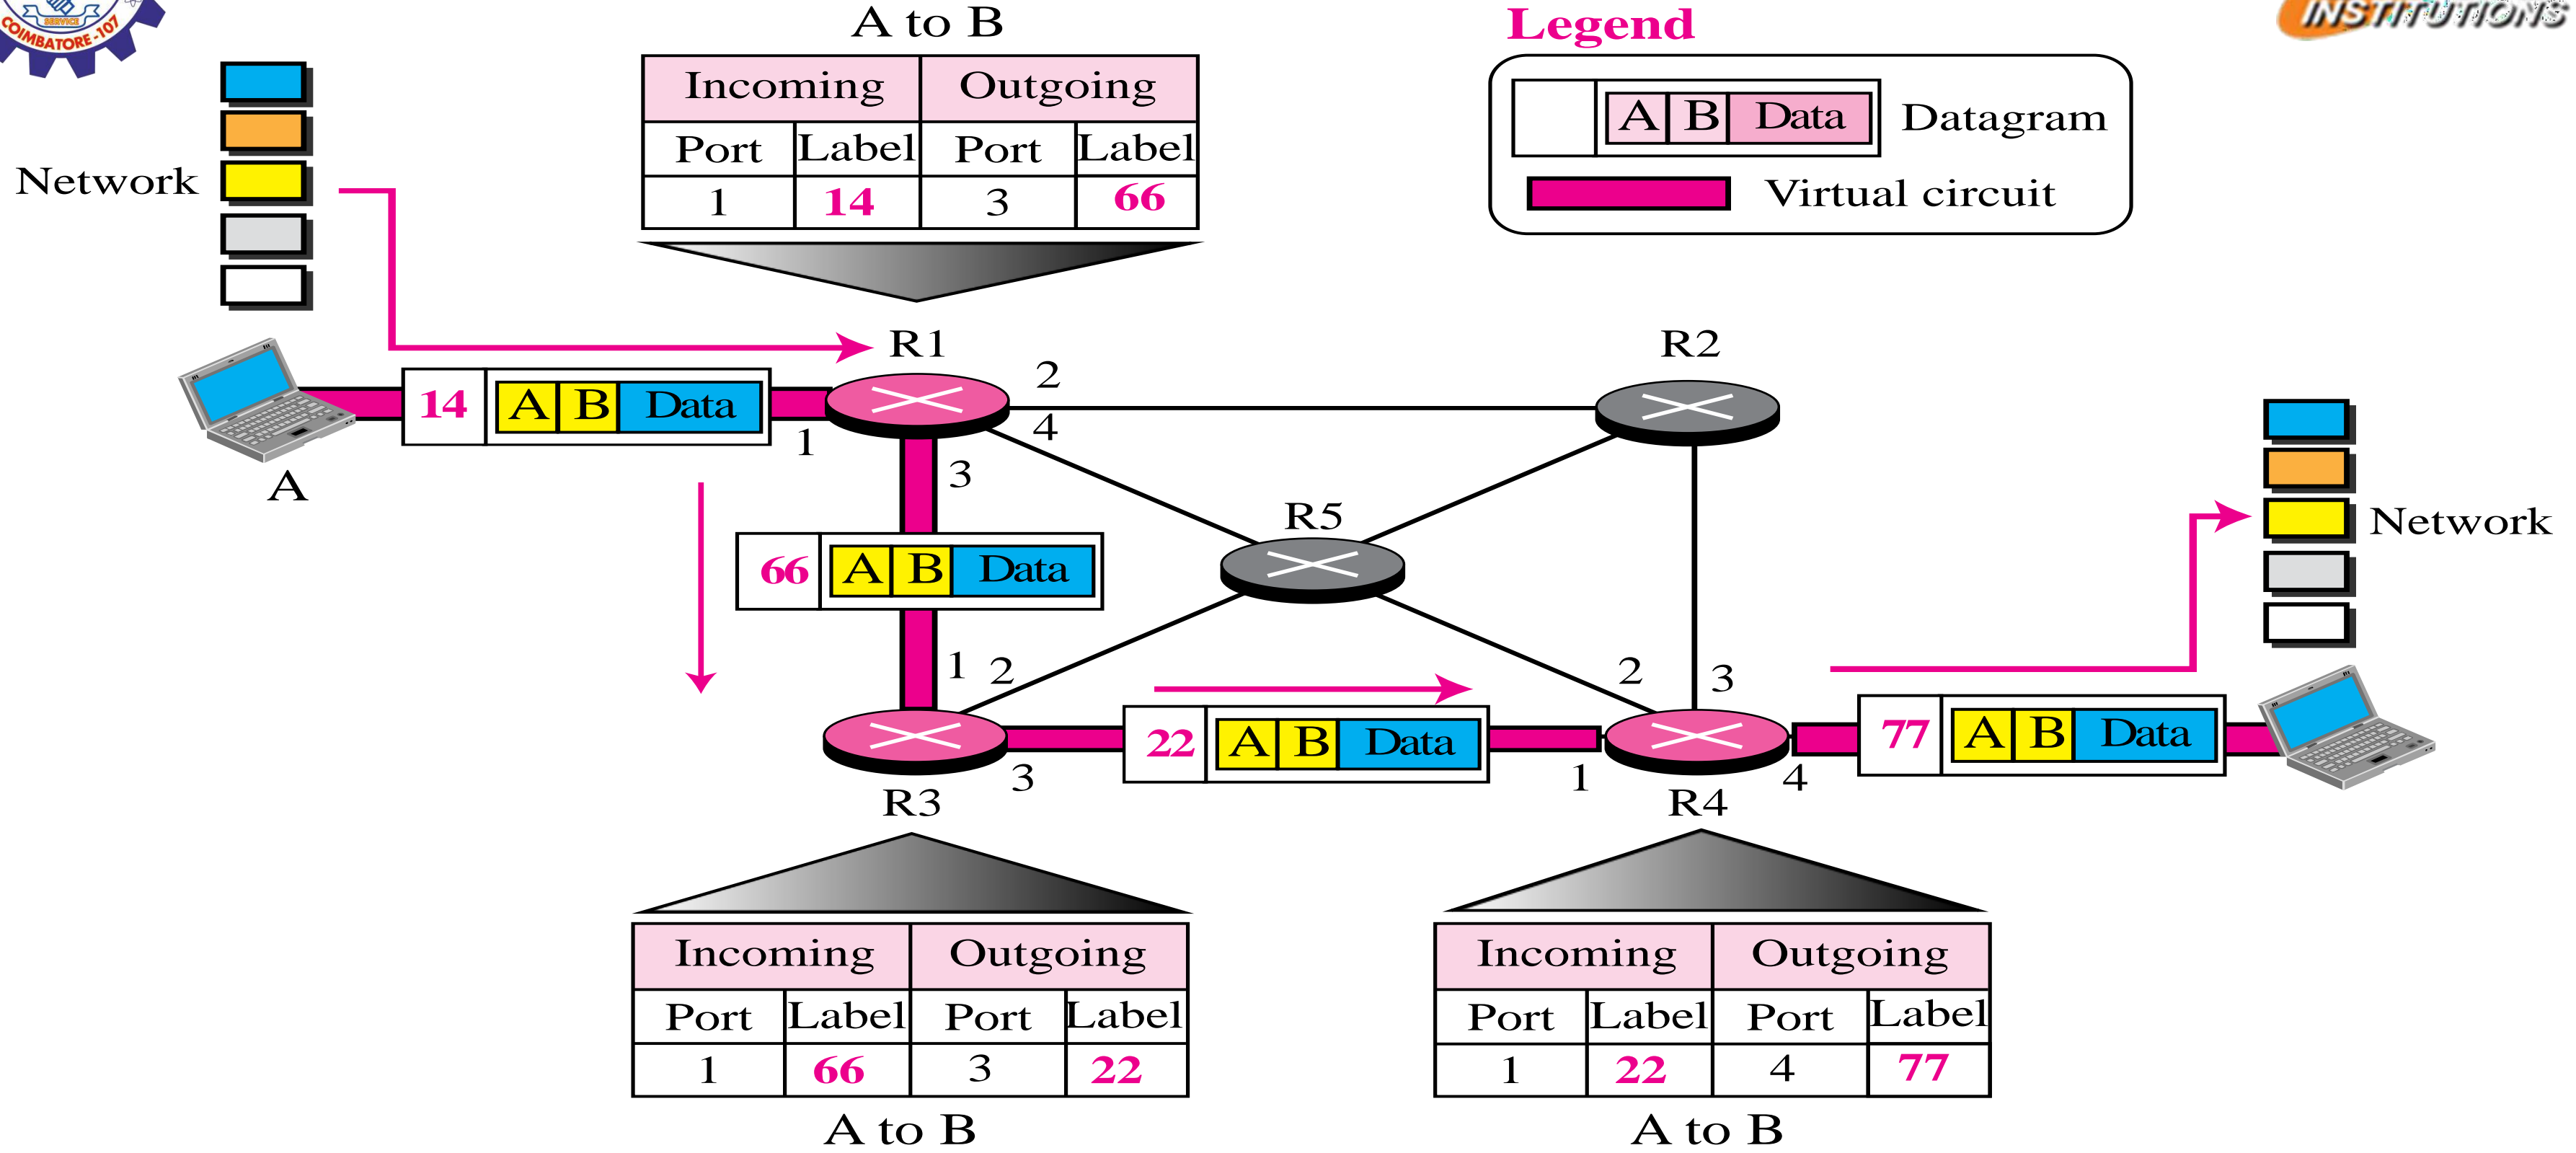 SERVICE
COIMBATORE-107
INSTITUTIONS
A to B
Incoming Outgoing
Port Label Port Label
1 14 3 66
Legend
A B Data Datagram
Virtual circuit
Network
R1
R2
14 A B Data
1
2
4
3
A
66 A B Data
R5
Network
1 2
2 3
22 A B Data
77 A B Data
3
1
4
R3
R4
Incoming Outgoing
Port Label Port Label
1 66 3 22
A to B
Incoming Outgoing
Port Label Port Label
1 22 4 77
A to B